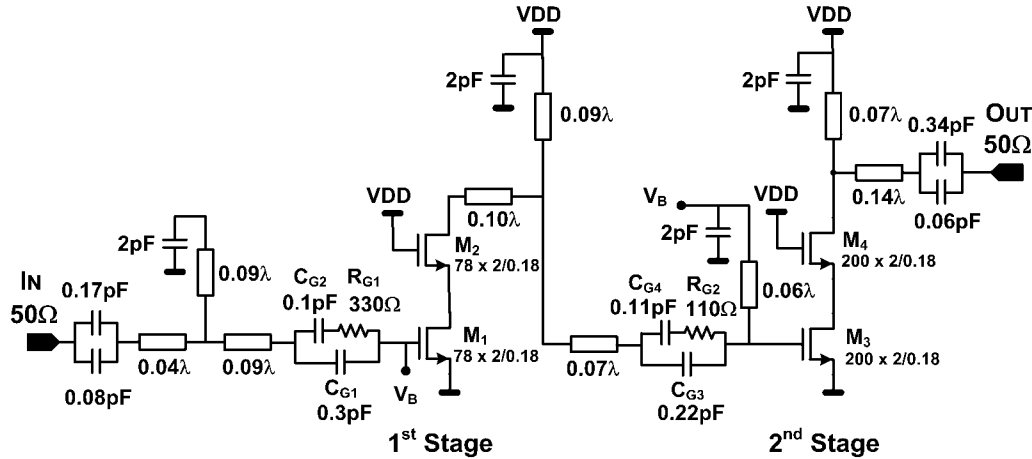 VDD
VDD
2pF
2pF
0.09λ
0.07λ
0.34pF
OUT
50Ω
VDD
0.10λ
VB
VDD
0.14λ
0.06pF
2pF
2pF
M2
78 x 2/0.18
M4
200 x 2/0.18
0.09λ
IN
50Ω
0.17pF
CG2
0.1pF
RG1
330Ω
CG4
0.11pF
RG2
110Ω
0.06λ
M1
78 x 2/0.18
M3
200 x 2/0.18
0.04λ
0.09λ
0.07λ
0.08pF
CG1
0.3pF
VB
CG3
0.22pF
1st Stage
2nd Stage